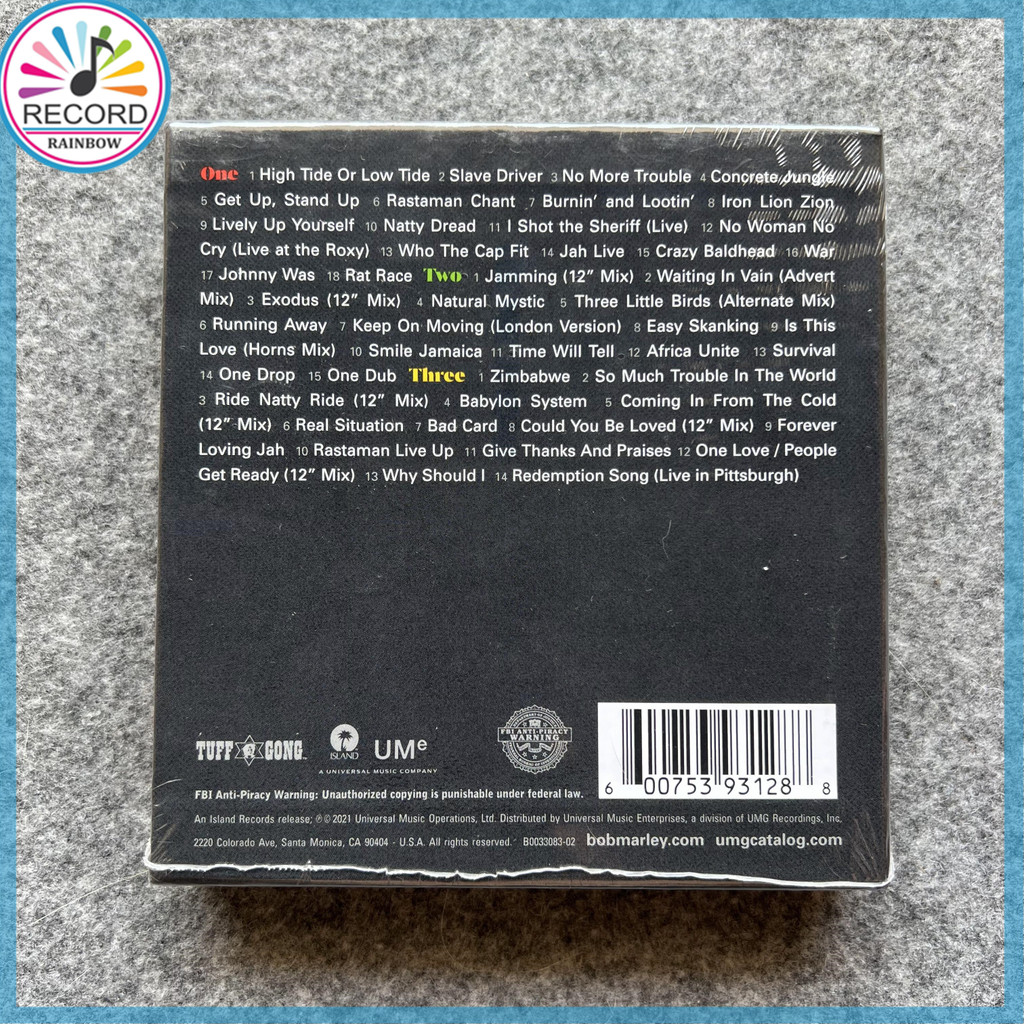 RECORD
RAINBOW
One 1 High Tide Or Low Tide 2 Slave Driver 3 No More Trouble 4 Concrete Jungle
5 Get Up, Stand Up 6 Rastaman Chant 7 Burnin' and Lootin' 8 Iron Lion Zion
9 Lively Up Yourself 10 Natty Dread 11 I Shot the Sheriff (Live) 12 No Woman No
Cry (Live at the Roxy) 13 Who The Cap Fit 14 Jah Live 15 Crazy Baldhead 16 War
17 Johnny Was 18 Rat Race Two 1 Jamming (12" Mix) 2 Waiting In Vain (Advert
Mix) 3 Exodus (12" Mix) 4 Natural Mystic 5 Three Little Birds (Alternate Mix)
6 Running Away 7 Keep On Moving (London Version) 8 Easy Skanking 9 Is This
Love (Horns Mix) 10 Smile Jamaica 11 Time Will Tell 12 Africa Unite 13 Survival
14 One Drop 15 One Dub Three 1 Zimbabwe 2 So Much Trouble In The World
3 Ride Natty Ride (12" Mix) 4 Babylon System 5 Coming In From The Cold
(12" Mix) 6 Real Situation 7 Bad Card 8 Could You Be Loved (12" Mix) 9 Forever
Loving Jah 10 Rastaman Live Up 11 Give Thanks And Praises 12 One Love / People
Get Ready (12" Mix) 13 Why Should I 14 Redemption Song (Live in Pittsburgh)
TUFF GONG
ISLAND
UMe
A UNIVERSAL MUSIC COMPANY
FBI ANTI-PIRACY
WARNING
6 00753 93128 8
FBI Anti-Piracy Warning: Unauthorized copying is punishable under federal law.
An Island Records release; ℗ © 2021 Universal Music Operations, Ltd. Distributed by Universal Music Enterprises, a division of UMG Recordings, Inc.
2220 Colorado Ave, Santa Monica, CA 90404 - U.S.A. All rights reserved. B0033083-02 bobmarley.com umgcatalog.com